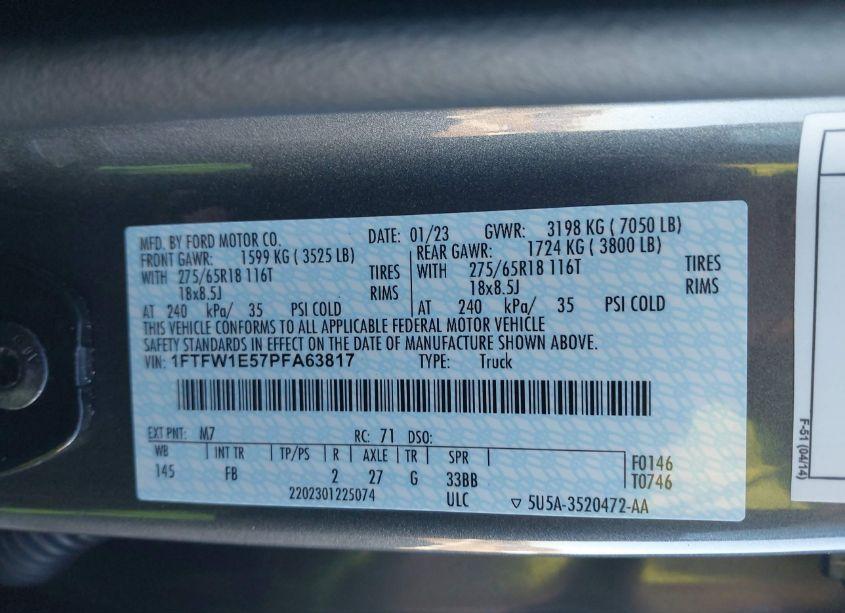 MFD. BY FORD MOTOR CO. DATE: 01/23 GVWR: 3198 KG ( 7050 LB)
FRONT GAWR: 1599 KG ( 3525 LB) REAR GAWR: 1724 KG ( 3800 LB)
WITH 275/65R18 116T TIRES WITH 275/65R18 116T TIRES
18x8.5J RIMS 18x8.5J RIMS
AT 240 kPa/ 35 PSI COLD AT 240 kPa/ 35 PSI COLD
THIS VEHICLE CONFORMS TO ALL APPLICABLE FEDERAL MOTOR VEHICLE
SAFETY STANDARDS IN EFFECT ON THE DATE OF MANUFACTURE SHOWN ABOVE.
VIN: 1FTFW1E57PFA63817 TYPE: Truck
EXT PNT: M7 RC: 71 DSO:
WB INT TR TP/PS R AXLE TR SPR
145 FB 2 27 G 33BB
F0146
T0746
2202301225074 ULC ▽ 5U5A-3520472-AA
F-51 (04/14)